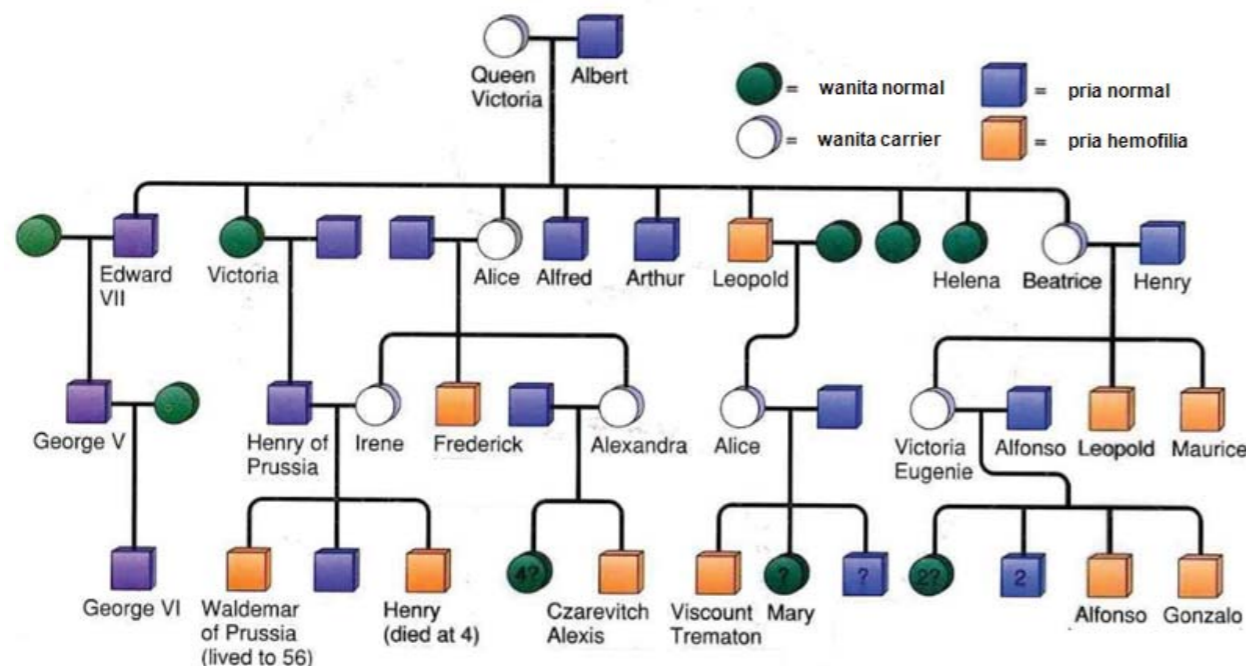 Queen
Victoria
Albert
= wanita normal
= pria normal
= wanita carrier
= pria hemofilia
Edward
VII
Victoria
Alice
Alfred
Arthur
Leopold
Helena
Beatrice
Henry
George V
Henry of
Prussia
Irene
Frederick
Alexandra
Alice
Victoria
Eugenie
Alfonso
Leopold
Maurice
4?
?
?
2?
2
George VI
Waldemar
of Prussia
(lived to 56)
Henry
(died at 4)
Czarevitch
Alexis
Viscount
Trematon
Mary
Alfonso
Gonzalo